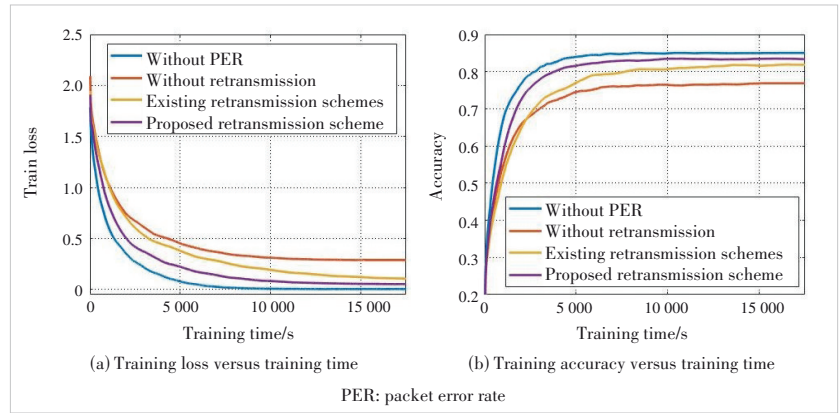 2.5
2.0
1.5
1.0
0.5
0
Train loss
Without PER
Without retransmission
Existing retransmission schemes
Proposed retransmission scheme
0 5 000 10 000 15 000
Training time/s
(a) Training loss versus training time
0.9
0.8
0.7
0.6
0.5
0.4
0.3
0.2
Accuracy
Without PER
Without retransmission
Existing retransmission schemes
Proposed retransmission scheme
0 5 000 10 000 15 000
Training time/s
(b) Training accuracy versus training time
PER: packet error rate